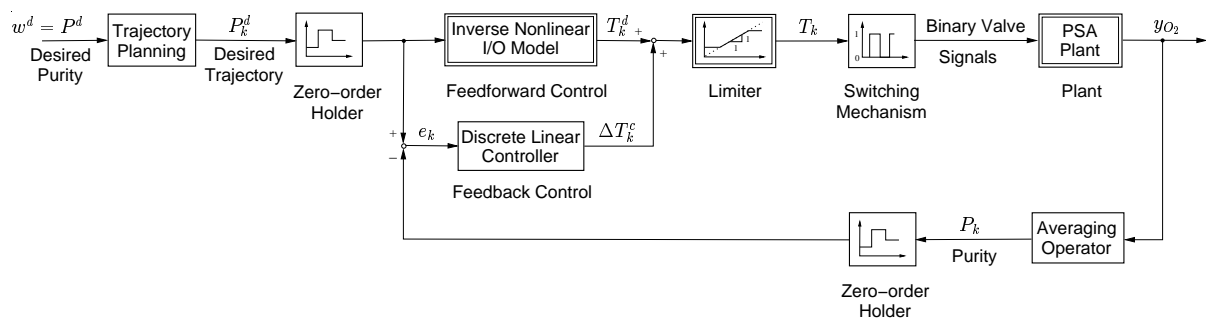 w^d = P^d
Desired
Purity
Trajectory
Planning
P_k^d
Desired
Trajectory
Zero–order
Holder
Inverse Nonlinear
I/O Model
Feedforward Control
T_k^d
+
+
Limiter
1
1
T_k
1
0
Switching
Mechanism
Binary Valve
Signals
PSA
Plant
Plant
y_{O_2}
+
−
e_k
Discrete Linear
Controller
Feedback Control
ΔT_k^c
Averaging
Operator
P_k
Purity
Zero–order
Holder